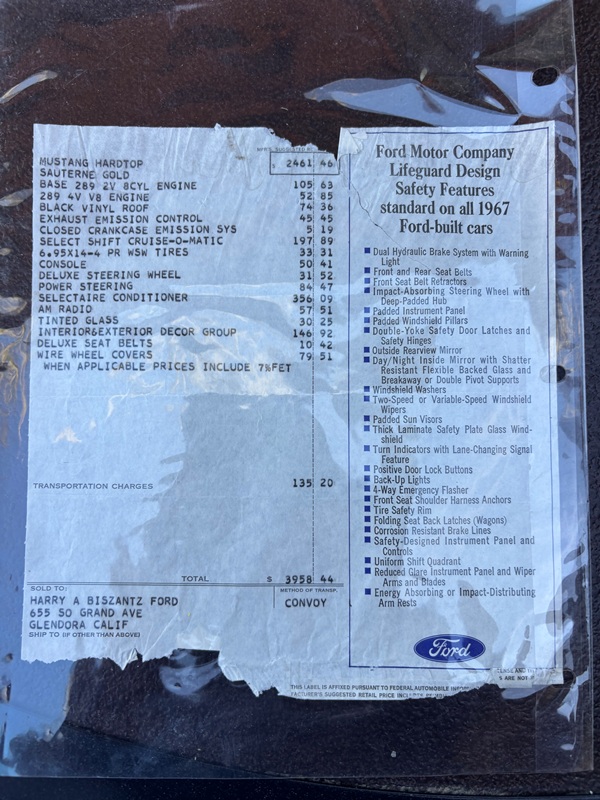 MFR'S SUGGESTED
MUSTANG HARDTOP $ 2461 46
SAUTERNE GOLD
BASE 289 2V 8CYL ENGINE 105 63
289 4V V8 ENGINE 52 85
BLACK VINYL ROOF 74 36
EXHAUST EMISSION CONTROL 45 45
CLOSED CRANKCASE EMISSION SYS 5 19
SELECT SHIFT CRUISE-O-MATIC 197 89
6.95X14-4 PR WSW TIRES 33 31
CONSOLE 50 41
DELUXE STEERING WHEEL 31 52
POWER STEERING 84 47
SELECTAIRE CONDITIONER 356 09
AM RADIO 57 51
TINTED GLASS 30 25
INTERIOR&EXTERIOR DECOR GROUP 146 92
DELUXE SEAT BELTS 10 42
WIRE WHEEL COVERS 79 51
WHEN APPLICABLE PRICES INCLUDE 7%FET
TRANSPORTATION CHARGES 135 20
TOTAL $ 3958 44
SOLD TO: METHOD OF TRANSP.
HARRY A BISZANTZ FORD CONVOY
655 SO GRAND AVE
GLENDORA CALIF
SHIP TO (IF OTHER THAN ABOVE)
Ford Motor Company
Lifeguard Design
Safety Features
standard on all 1967
Ford-built cars
Dual Hydraulic Brake System with Warning
Light
Front and Rear Seat Belts
Front Seat Belt Retractors
Impact-Absorbing Steering Wheel with
Deep-Padded Hub
Padded Instrument Panel
Padded Windshield Pillars
Double-Yoke Safety Door Latches and
Safety Hinges
Outside Rearview Mirror
Day/Night Inside Mirror with Shatter
Resistant Flexible Backed Glass and
Breakaway or Double Pivot Supports
Windshield Washers
Two-Speed or Variable-Speed Windshield
Wipers
Padded Sun Visors
Thick Laminate Safety Plate Glass Wind-
shield
Turn Indicators with Lane-Changing Signal
Feature
Positive Door Lock Buttons
Back-Up Lights
4-Way Emergency Flasher
Front Seat Shoulder Harness Anchors
Tire Safety Rim
Folding Seat Back Latches (Wagons)
Corrosion Resistant Brake Lines
Safety-Designed Instrument Panel and
Controls
Uniform Shift Quadrant
Reduced Glare Instrument Panel and Wiper
Arms and Blades
Energy Absorbing or Impact-Distributing
Arm Rests
Ford
THIS LABEL IS AFFIXED PURSUANT TO FEDERAL AUTOMOBILE
SUGGESTED RETAIL PRICE